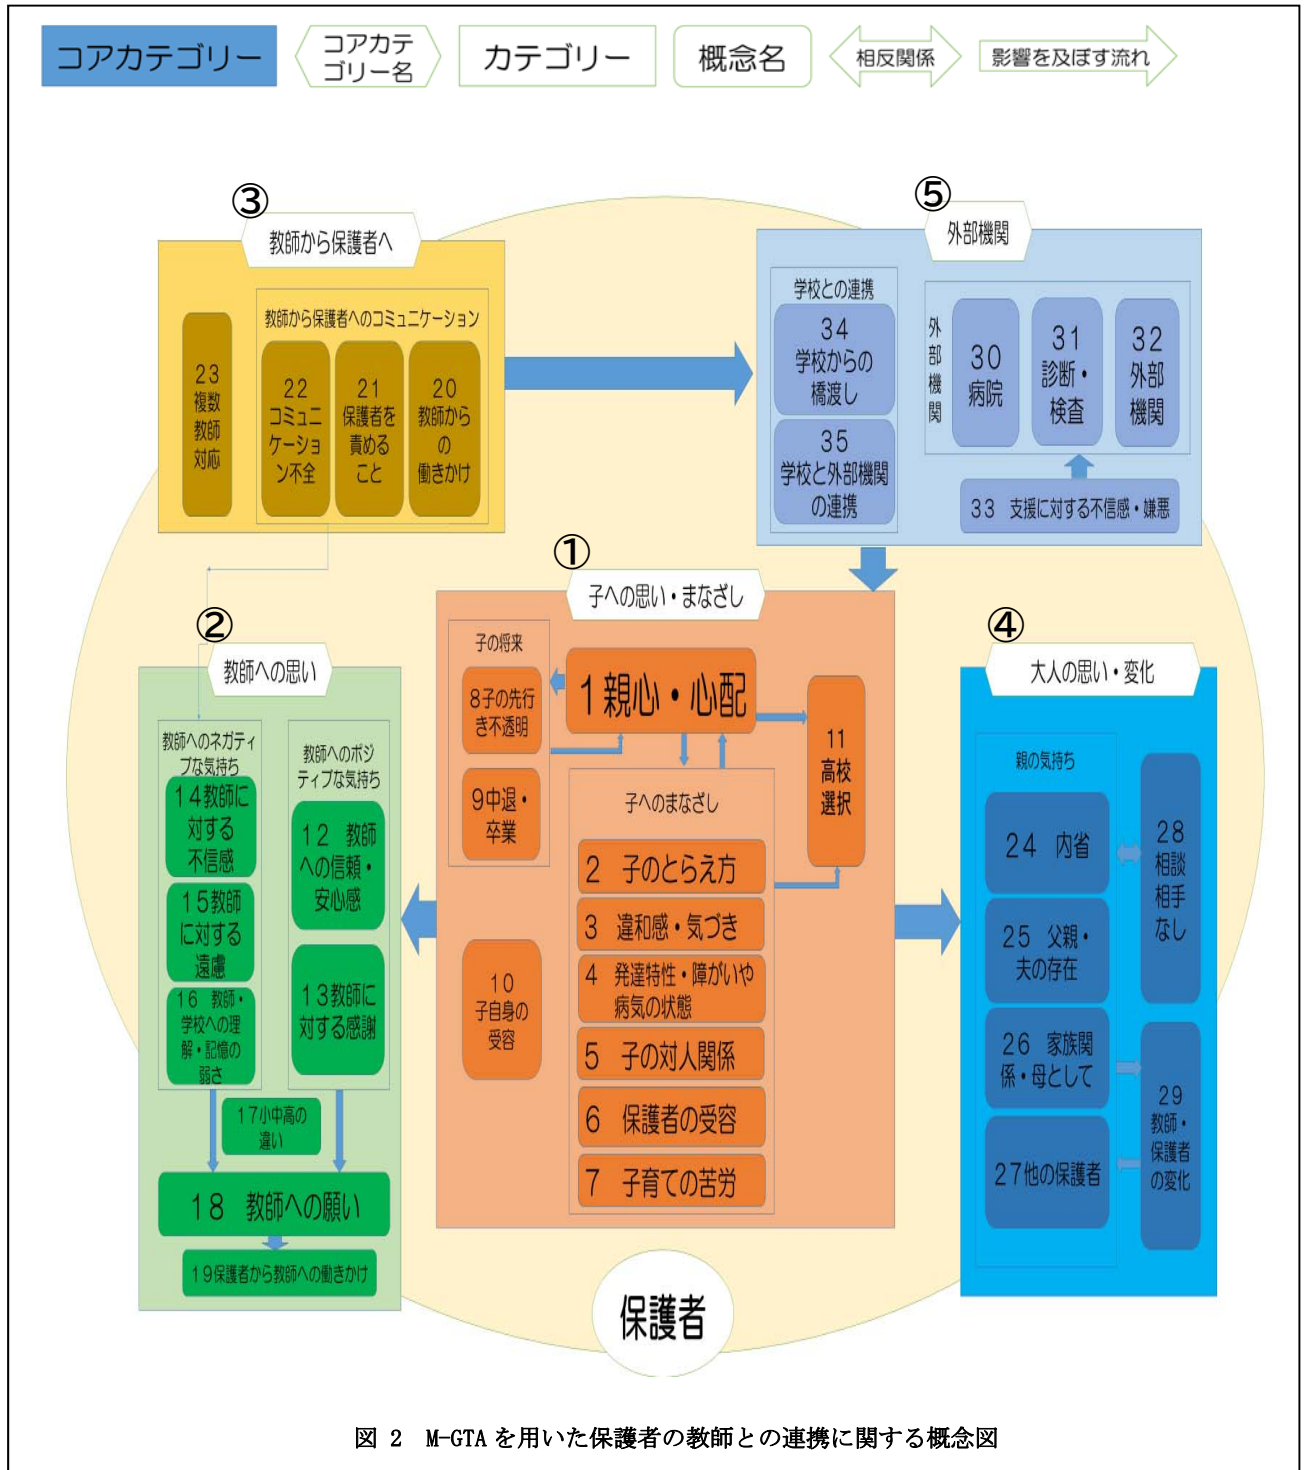 コアカテゴリー
コアカテ
ゴリー名
カテゴリー
概念名
相反関係
影響を及ぼす流れ
③
教師から保護者へ
教師から保護者へのコミュニケーション
23
複数
教師
対応
22
コミュニ
ケーショ
ン不全
21
保護者を
責める
こと
20
教師から
の
働きかけ
⑤
外部機関
学校との連携
34
学校からの
橋渡し
35
学校と外部機関
の連携
外
部
機
関
30
病院
31
診断・
検査
32
外部
機関
33 支援に対する不信感・嫌悪
①
子への思い・まなざし
子の将来
8子の先行
き不透明
9中退・
卒業
1親心・心配
11
高校
選択
子へのまなざし
2 子のとらえ方
3 違和感・気づき
4 発達特性・障がいや
病気の状態
5 子の対人関係
6 保護者の受容
7 子育ての苦労
10
子自身の
受容
②
教師への思い
教師へのネガティ
ブな気持ち
14教師に
対する
不信感
15教師
に対する
遠慮
16 教師・
学校への理
解・記憶の
弱さ
教師へのポジ
ティブな気持ち
12 教師
への信頼・
安心感
13教師に
対する感謝
17小中高の
違い
18 教師への願い
19保護者から教師への働きかけ
④
大人の思い・変化
親の気持ち
24 内省
25 父親・
夫の存在
26 家族関
係・母として
27他の保護者
28
相談
相手
なし
29
教師・
保護者
の変化
保護者
図 2 M-GTA を用いた保護者の教師との連携に関する概念図